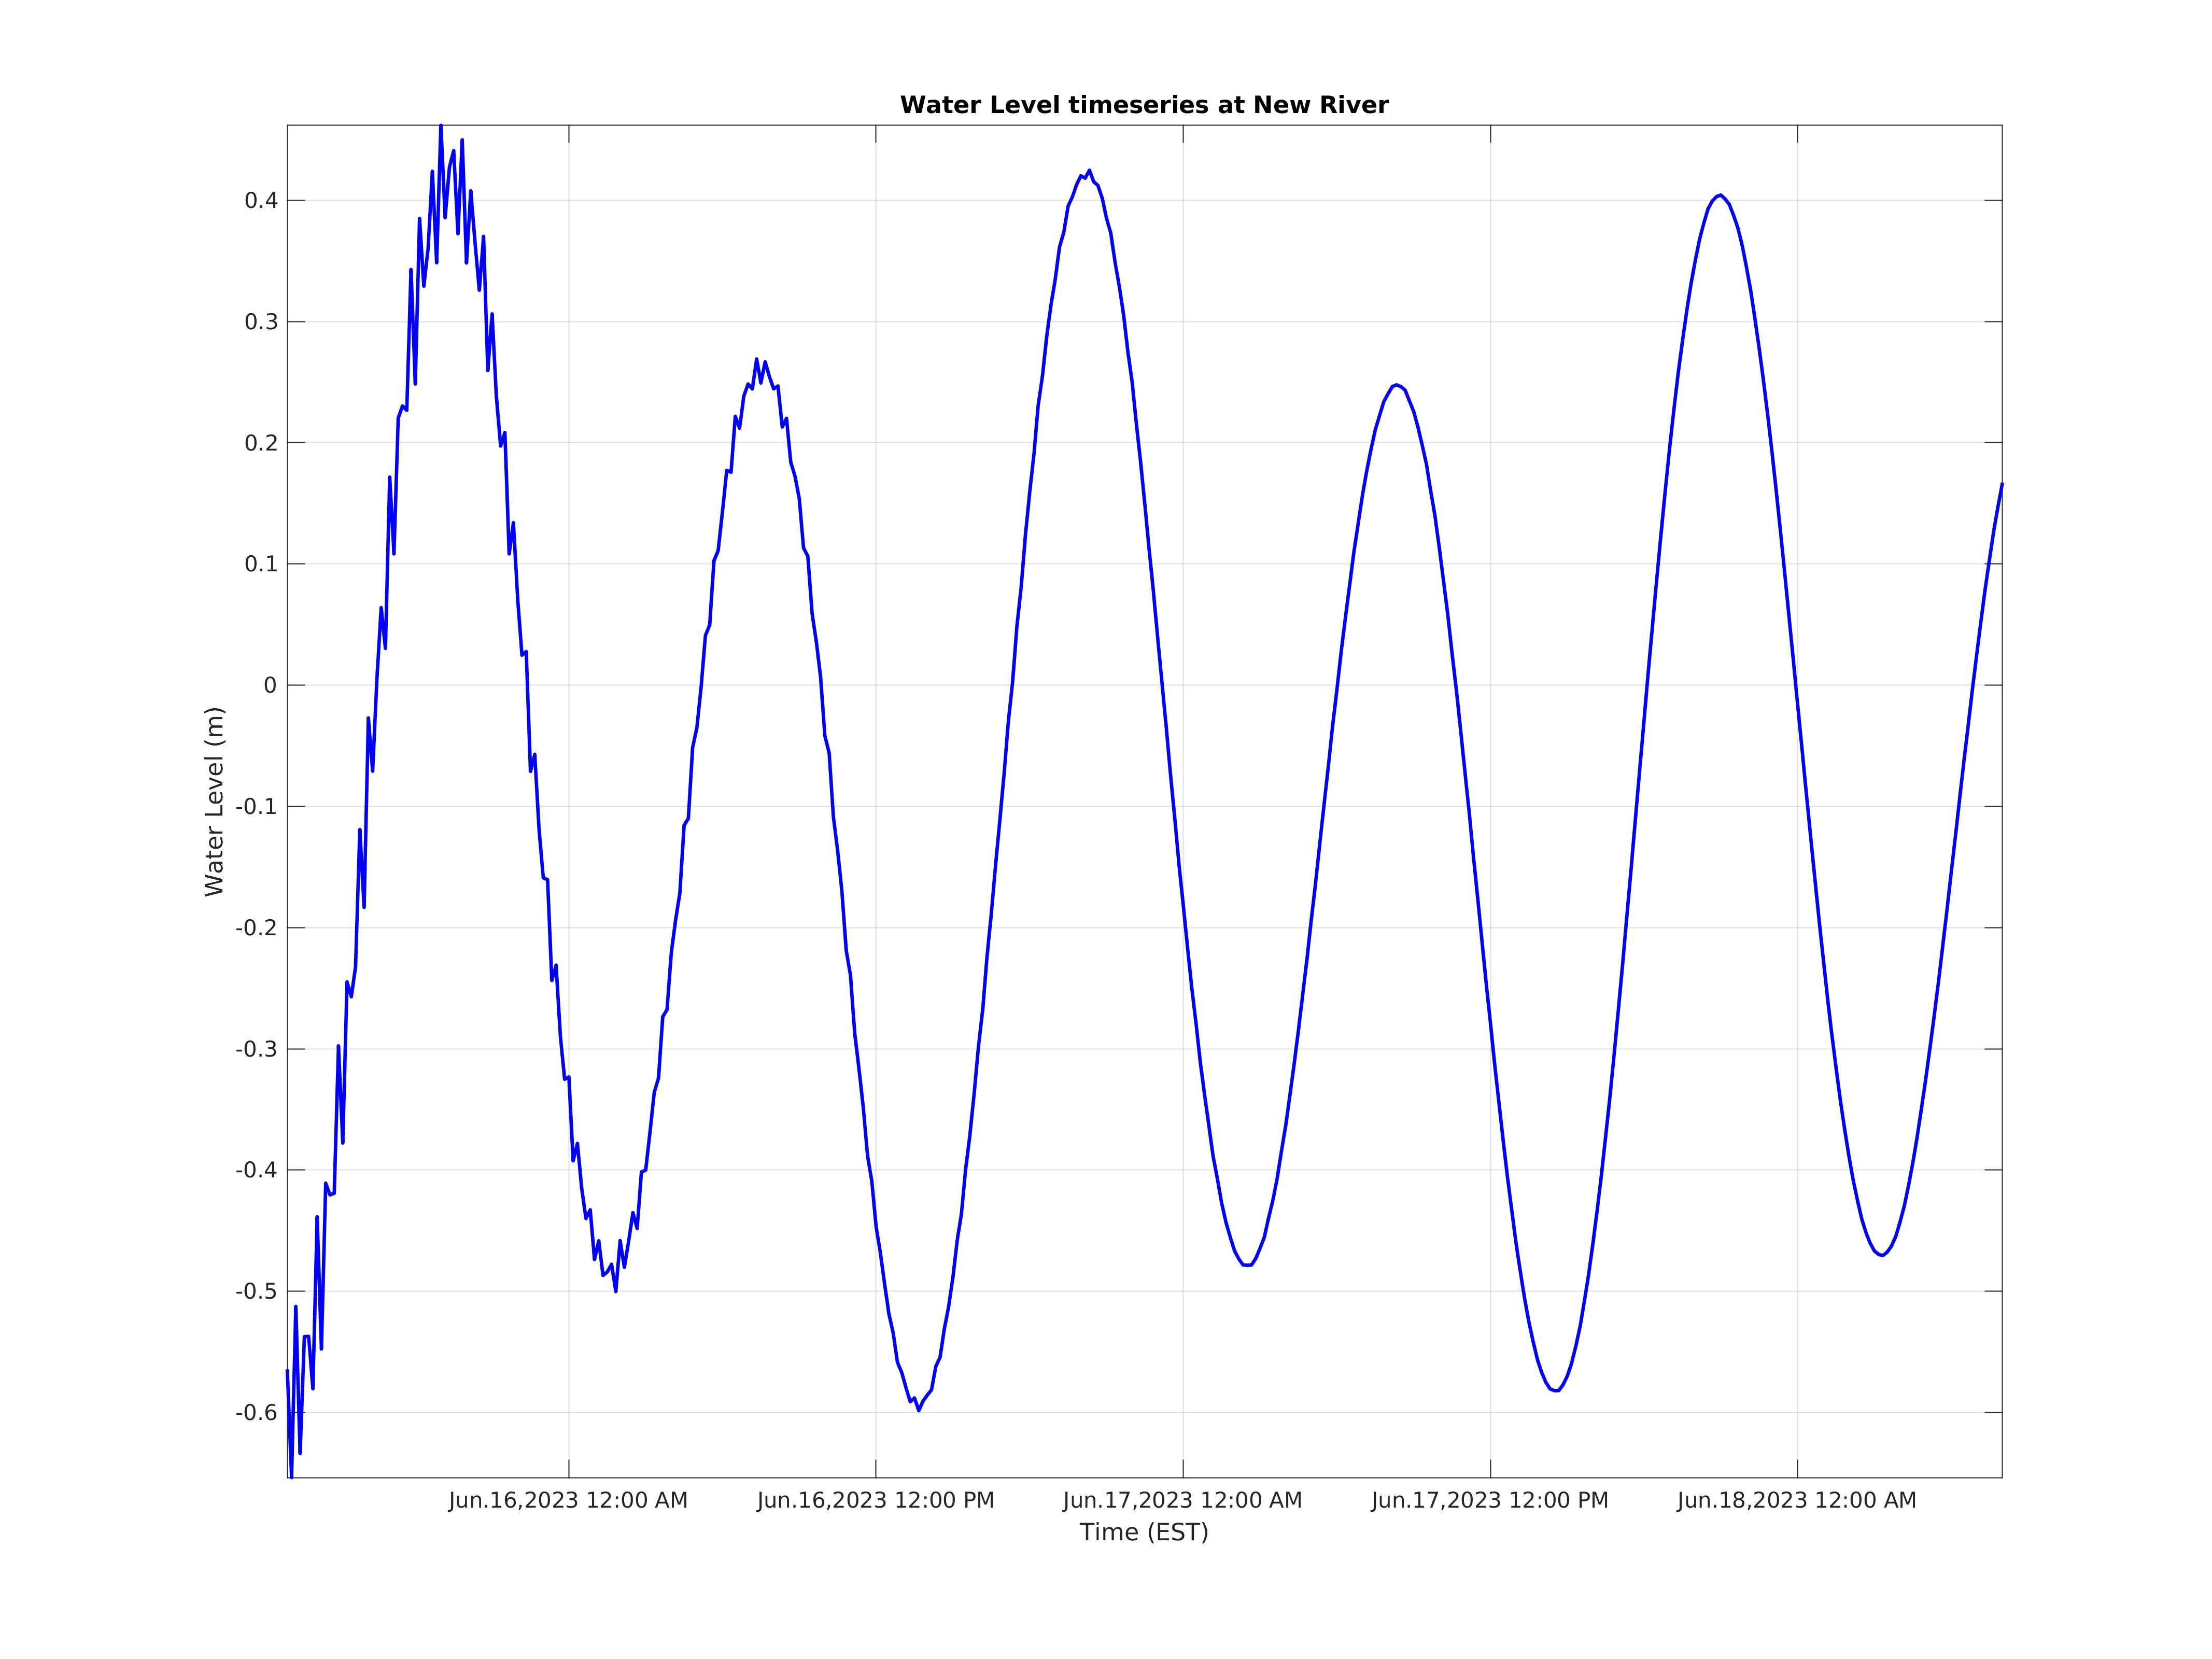 Water Level timeseries at New River
0.4
0.3
0.2
0.1
0
-0.1
-0.2
-0.3
-0.4
-0.5
-0.6
Water Level (m)
Jun.16,2023 12:00 AM
Jun.16,2023 12:00 PM
Jun.17,2023 12:00 AM
Jun.17,2023 12:00 PM
Jun.18,2023 12:00 AM
Time (EST)